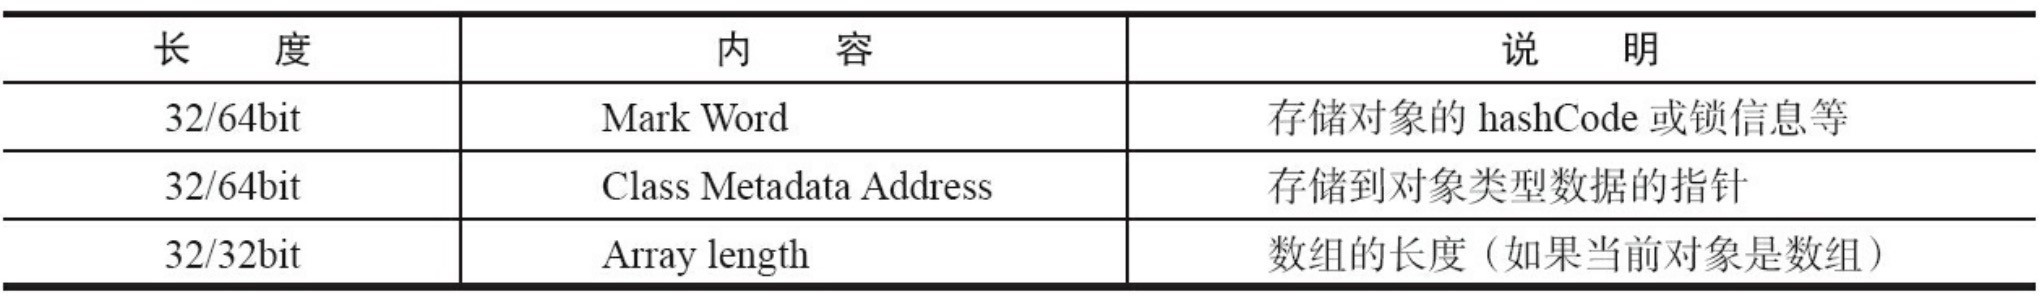 长 度 内 容 说 明
32/64bit Mark Word 存储对象的 hashCode 或锁信息等
32/64bit Class Metadata Address 存储到对象类型数据的指针
32/32bit Array length 数组的长度（如果当前对象是数组）